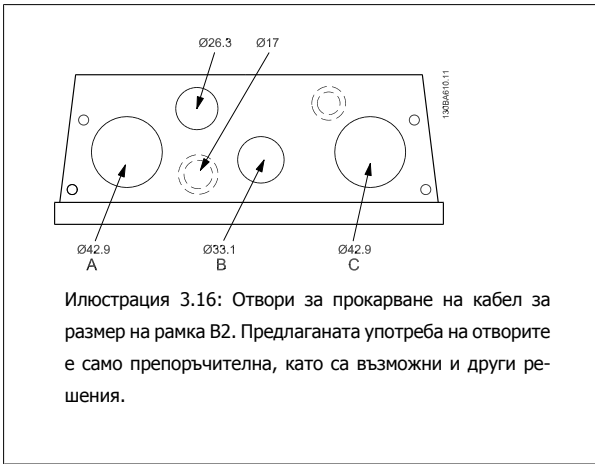 Ø26.3
Ø17
130BA610.11
Ø42.9
Ø33.1
Ø42.9
A
B
C
Илюстрация 3.16: Отвори за прокарване на кабел за
размер на рамка B2. Предлаганата употреба на отворите
е само препоръчителна, като са възможни и други ре-
шения.